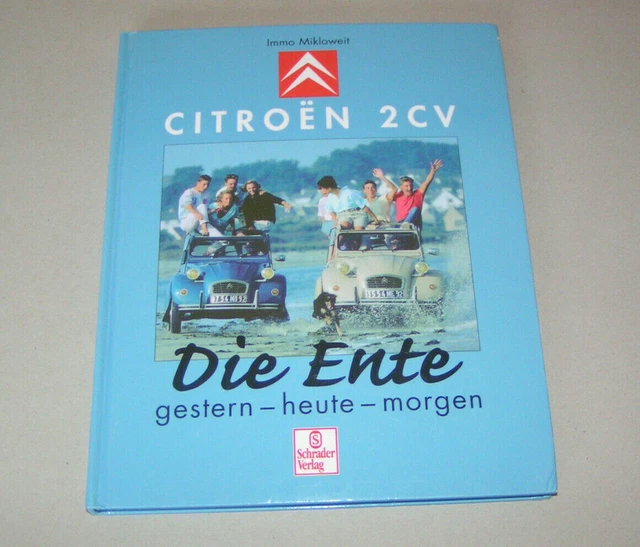 Immo Mikloweit
CITROËN 2CV
Die Ente
gestern – heute – morgen
S
Schrader
Verlag